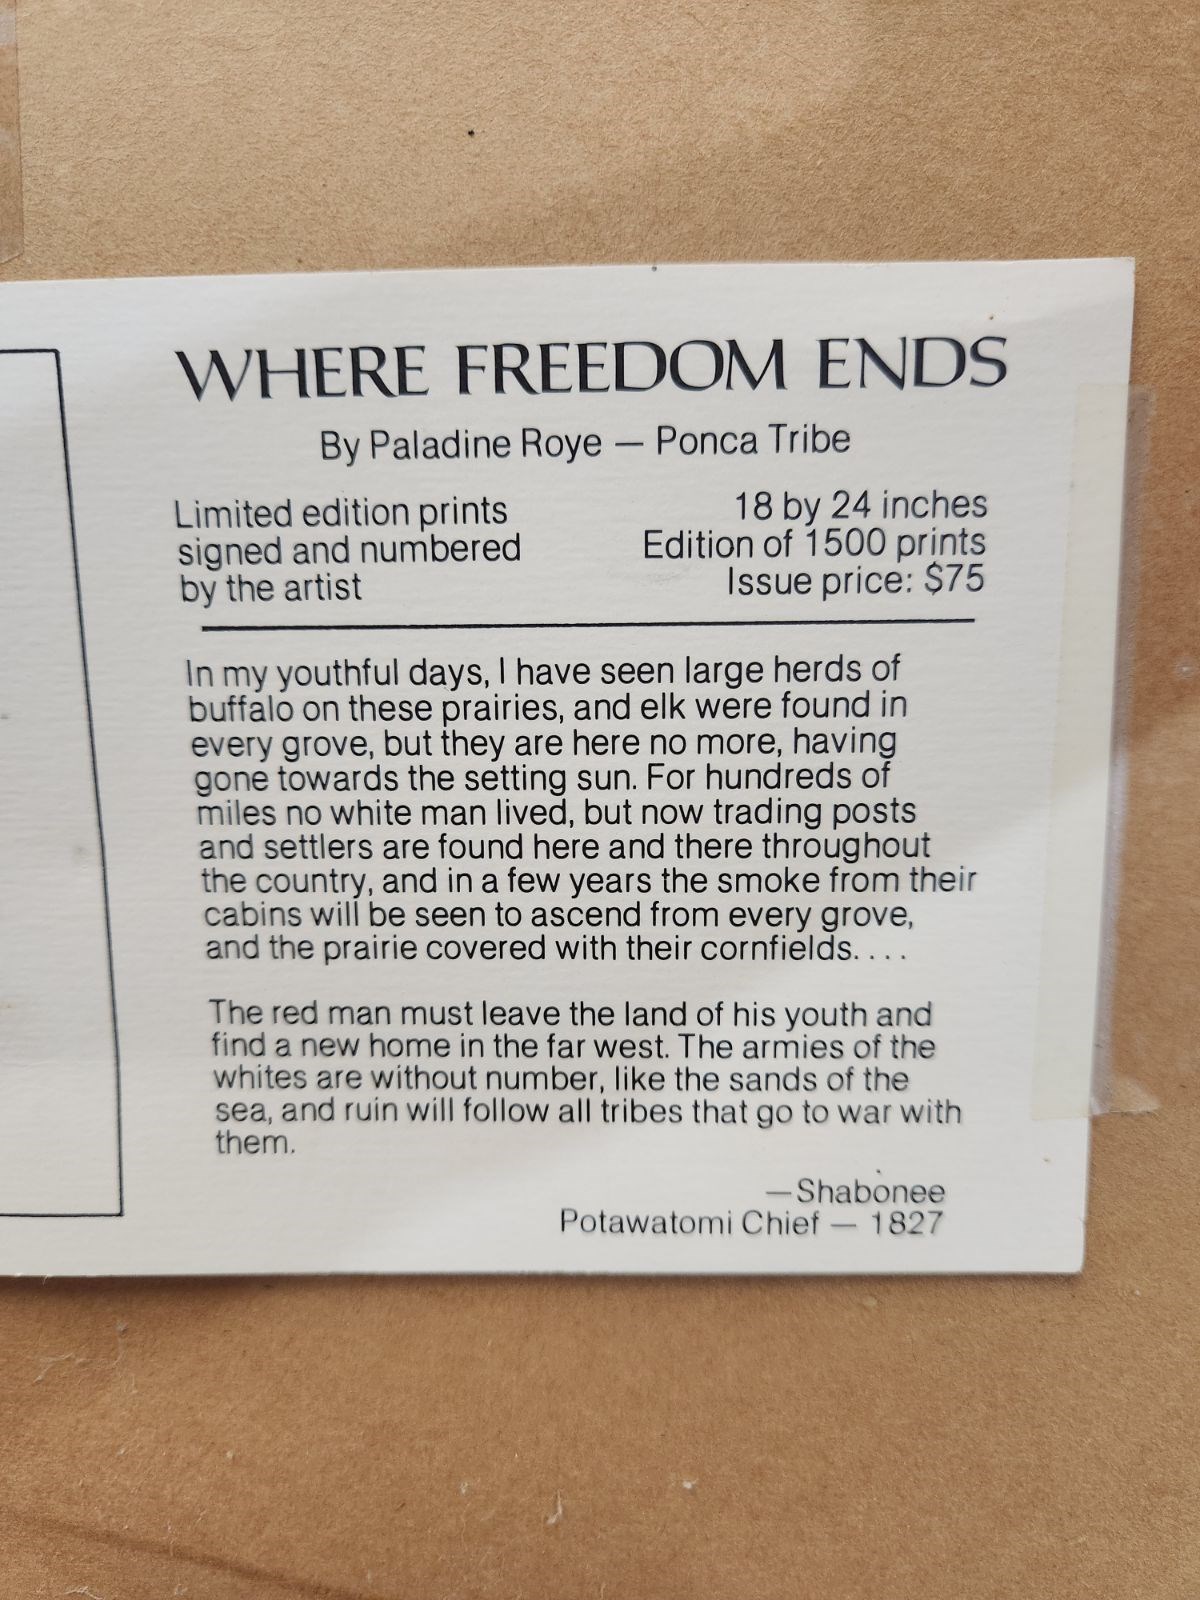 WHERE FREEDOM ENDS
By Paladine Roye — Ponca Tribe
Limited edition prints
signed and numbered
by the artist
18 by 24 inches
Edition of 1500 prints
Issue price: $75
In my youthful days, I have seen large herds of
buffalo on these prairies, and elk were found in
every grove, but they are here no more, having
gone towards the setting sun. For hundreds of
miles no white man lived, but now trading posts
and settlers are found here and there throughout
the country, and in a few years the smoke from their
cabins will be seen to ascend from every grove,
and the prairie covered with their cornfields. . . .
The red man must leave the land of his youth and
find a new home in the far west. The armies of the
whites are without number, like the sands of the
sea, and ruin will follow all tribes that go to war with
them.
—Shabonee
Potawatomi Chief — 1827